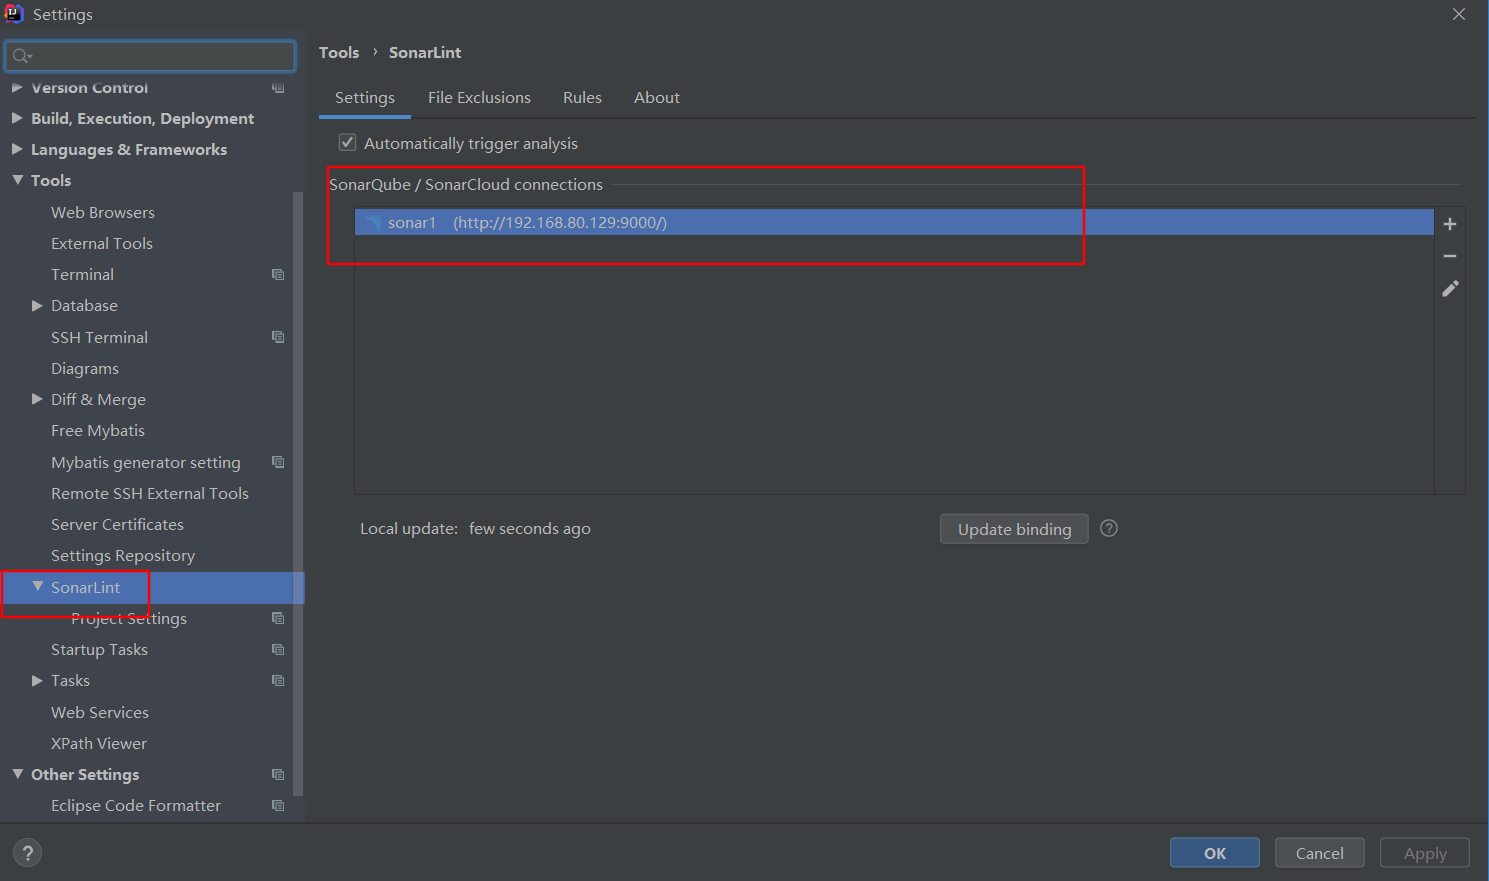 Settings
Version Control
Build, Execution, Deployment
Languages & Frameworks
Tools
Web Browsers
External Tools
Terminal
Database
SSH Terminal
Diagrams
Diff & Merge
Free Mybatis
Mybatis generator setting
Remote SSH External Tools
Server Certificates
Settings Repository
SonarLint
Project Settings
Startup Tasks
Tasks
Web Services
XPath Viewer
Other Settings
Eclipse Code Formatter
Tools › SonarLint
Settings File Exclusions Rules About
Automatically trigger analysis
SonarQube / SonarCloud connections
sonar1 (http://192.168.80.129:9000/)
Local update: few seconds ago Update binding ?
? OK Cancel Apply